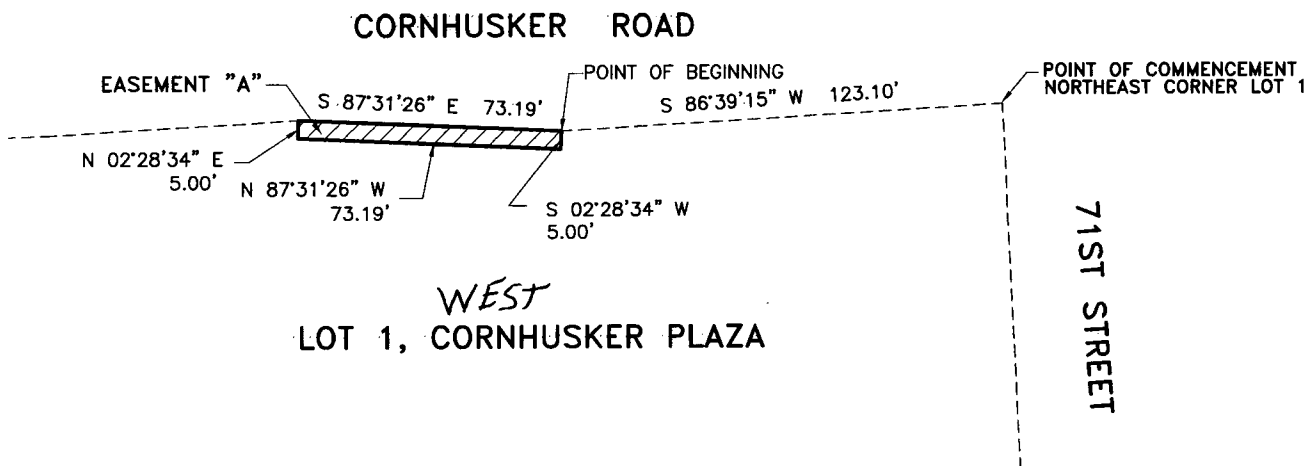 CORNHUSKER ROAD
EASEMENT "A"
POINT OF BEGINNING
POINT OF COMMENCEMENT
NORTHEAST CORNER LOT 1
S 87°31'26" E 73.19'
S 86°39'15" W 123.10'
N 02°28'34" E
5.00'
N 87°31'26" W
73.19'
S 02°28'34" W
5.00'
71ST STREET
WEST
LOT 1, CORNHUSKER PLAZA